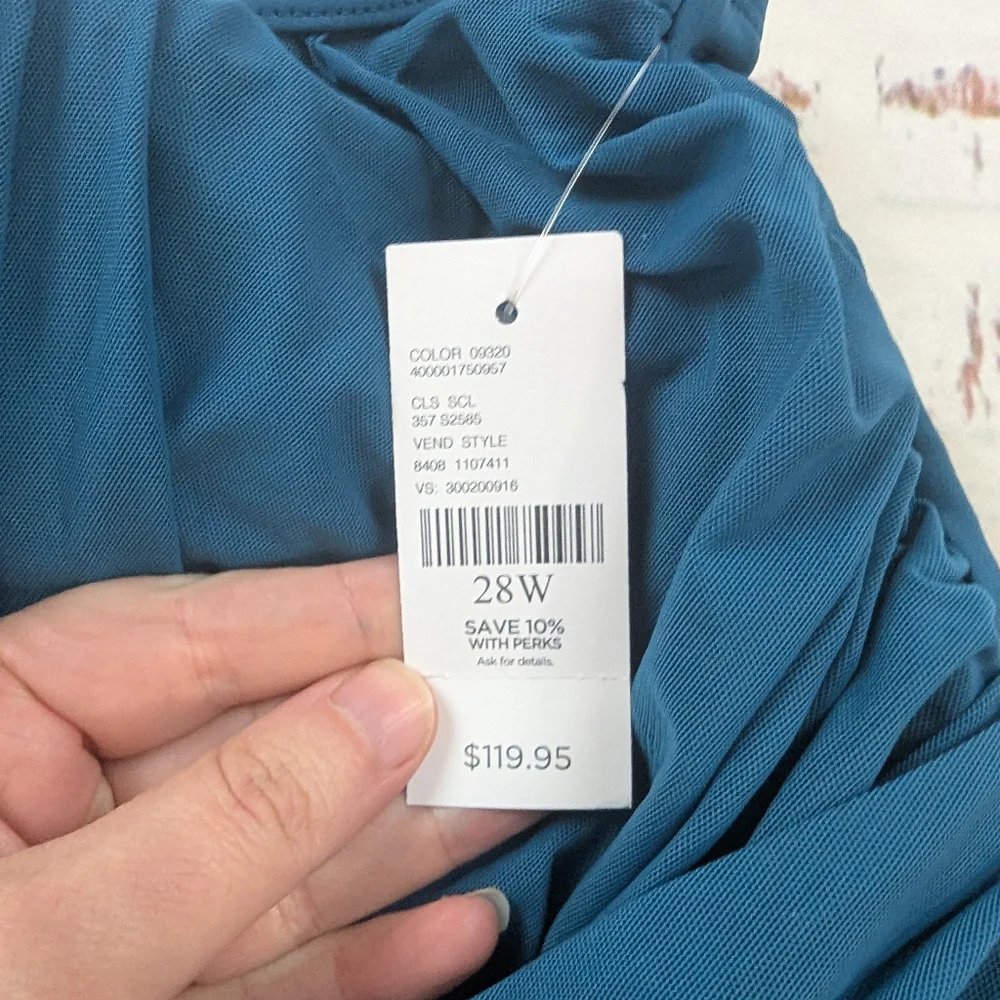 COLOR 09320
400001750957
CLS SCL
357 S2585
VEND STYLE
8408 1107411
VS: 300200916
28W
SAVE 10%
WITH PERKS
Ask for details.
$119.95